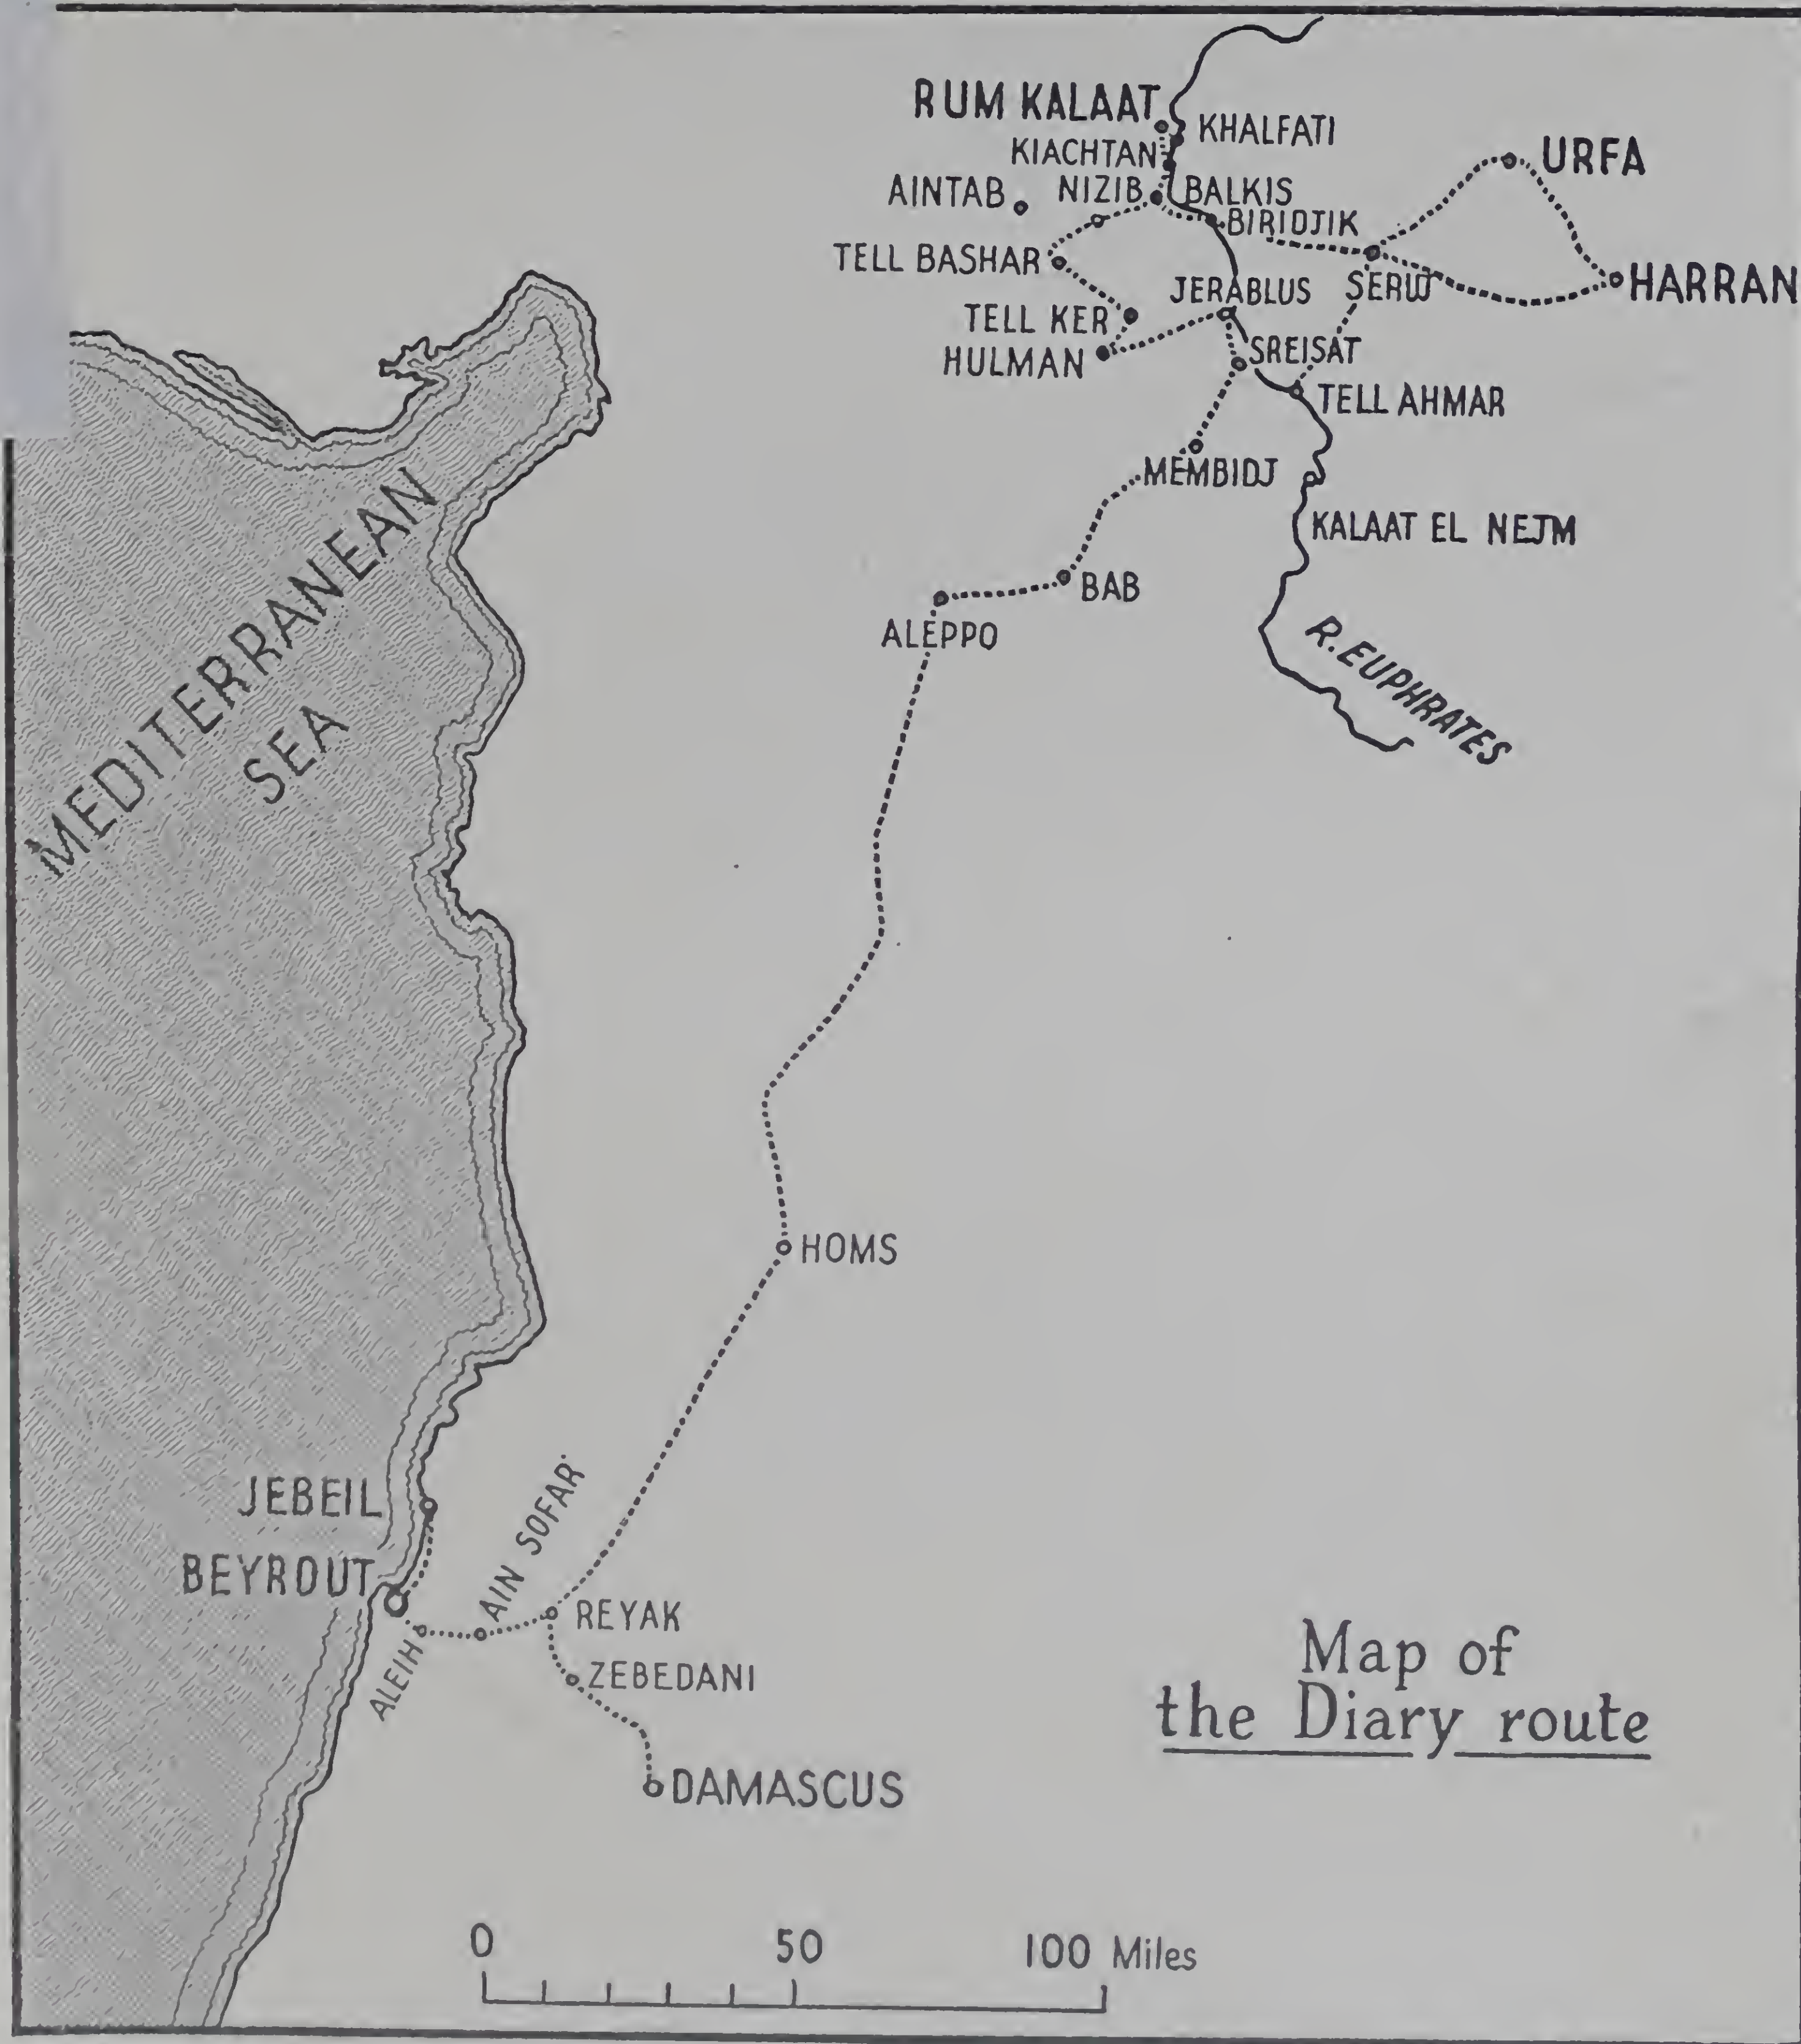 RUM KALAAT
KHALFATI
KIACHTAN
URFA
AINTAB
NIZIB
BALKIS
BIRIDJIK
TELL BASHAR
JERABLUS
SERUJ
HARRAN
TELL KER
HULMAN
SREISAT
TELL AHMAR
MEMBIDJ
KALAAT EL NEJM
BAB
ALEPPO
R. EUPHRATES
MEDITERRANEAN
SEA
HOMS
JEBEIL
BEYROUT
AIN SOFAR
REYAK
ALEIH
ZEBEDANI
DAMASCUS
Map of
the Diary route
0 50 100 Miles